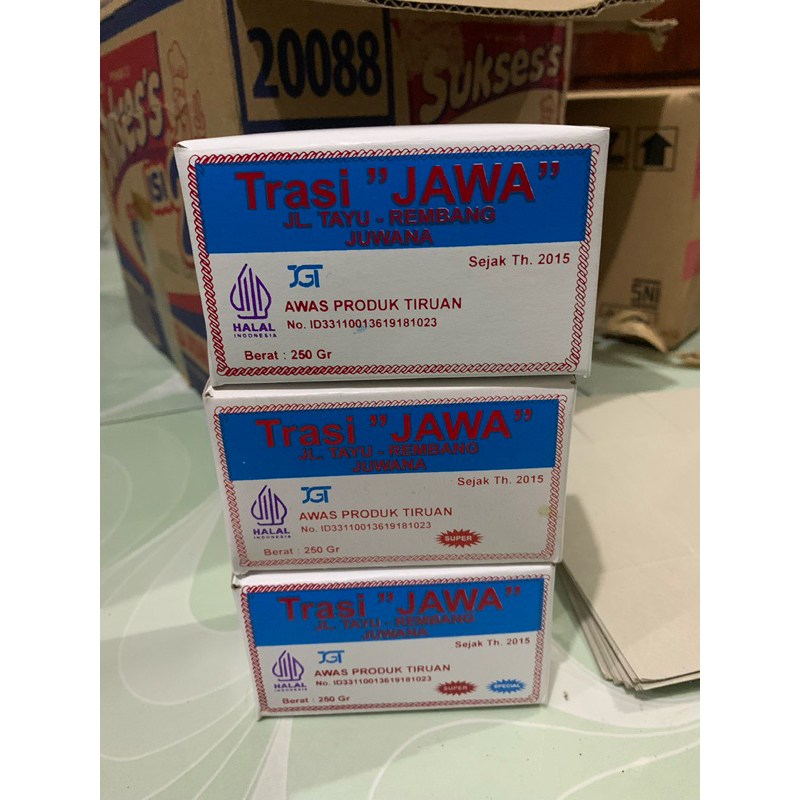 20088
Sukses's
Sukses's
Trasi "JAWA"
JL. TAYU - REMBANG
JUWANA
Sejak Th. 2015
JGT
AWAS PRODUK TIRUAN
No. ID33110013619181023
HALAL
INDONESIA
Berat : 250 Gr
SNI
Trasi "JAWA"
JL. TAYU - REMBANG
JUWANA
Sejak Th. 2015
JGT
AWAS PRODUK TIRUAN
No. ID33110013619181023
HALAL
INDONESIA
SUPER
Berat : 250 Gr
Trasi "JAWA"
JL. TAYU - REMBANG
JUWANA
Sejak Th. 2015
JGT
AWAS PRODUK TIRUAN
No. ID33110013619181023
HALAL
INDONESIA
SUPER
SPECIAL
Berat : 250 Gr